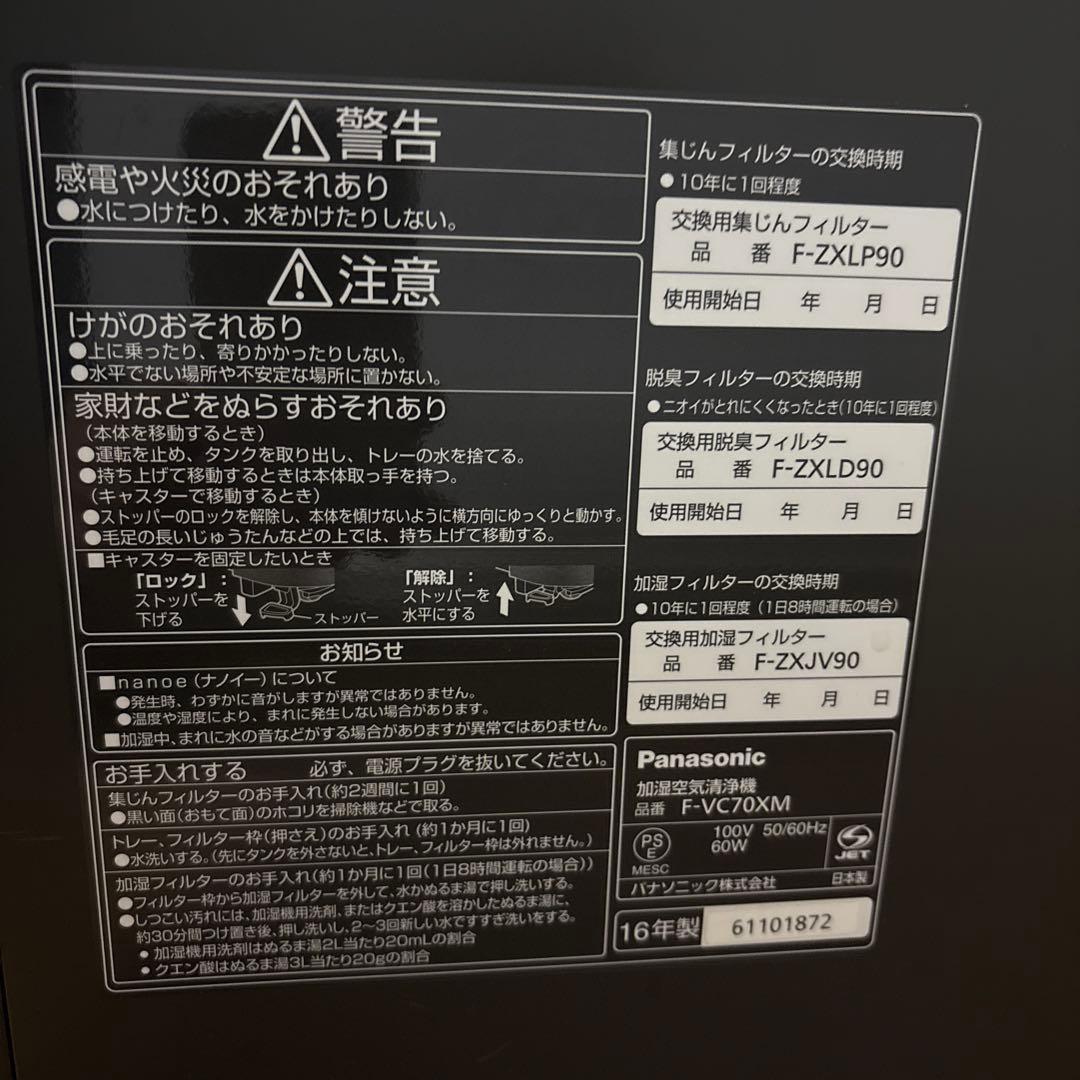 警告
感電や火災のおそれあり
●水につけたり、水をかけたりしない。
注意
けがのおそれあり
●上に乗ったり、寄りかかったりしない。
●水平でない場所や不安定な場所に置かない。
家財などをぬらすおそれあり
(本体を移動するとき)
●運転を止め、タンクを取り出し、トレーの水を捨てる。
●持ち上げて移動するときは本体取っ手を持つ。
(キャスターで移動するとき)
●ストッパーのロックを解除し、本体を傾けないように横方向にゆっくりと動かす。
●毛足の長いじゅうたんなどの上では、持ち上げて移動する。
■キャスターを固定したいとき
「ロック」:
ストッパーを
下げる
ストッパー
「解除」:
ストッパーを
水平にする
お知らせ
■nanoe(ナノイー)について
●発生時、わずかに音がしますが異常ではありません。
●温度や湿度により、まれに発生しない場合があります。
■加湿中、まれに水の音などがする場合がありますが異常ではありません。
お手入れする 必ず、電源プラグを抜いてください。
集じんフィルターのお手入れ(約2週間に1回)
●黒い面(おもて面)のホコリを掃除機などで取る。
トレー、フィルター枠(押さえ)のお手入れ(約1か月に1回)
●水洗いする。(先にタンクを外さないと、トレー、フィルター枠は外れません。)
加湿フィルターのお手入れ(約1か月に1回(1日8時間運転の場合))
●フィルター枠から加湿フィルターを外して、水かぬるま湯で押し洗いする。
●しつこい汚れには、加湿機用洗剤、またはクエン酸を溶かしたぬるま湯に、
約30分間つけ置き後、押し洗いし、2〜3回新しい水ですすぎ洗いをする。
• 加湿機用洗剤はぬるま湯2L当たり20mLの割合
• クエン酸はぬるま湯3L当たり20gの割合
集じんフィルターの交換時期
●10年に1回程度
交換用集じんフィルター
品 番 F-ZXLP90
使用開始日 年 月 日
脱臭フィルターの交換時期
●ニオイがとれにくくなったとき(10年に1回程度)
交換用脱臭フィルター
品 番 F-ZXLD90
使用開始日 年 月 日
加湿フィルターの交換時期
●10年に1回程度(1日8時間運転の場合)
交換用加湿フィルター
品 番 F-ZXJV90
使用開始日 年 月 日
Panasonic
加湿空気清浄機
品番 F-VC70XM
PS
E
MESC
100V 50/60Hz
60W
JET
パナソニック株式会社 日本製
16年製 61101872